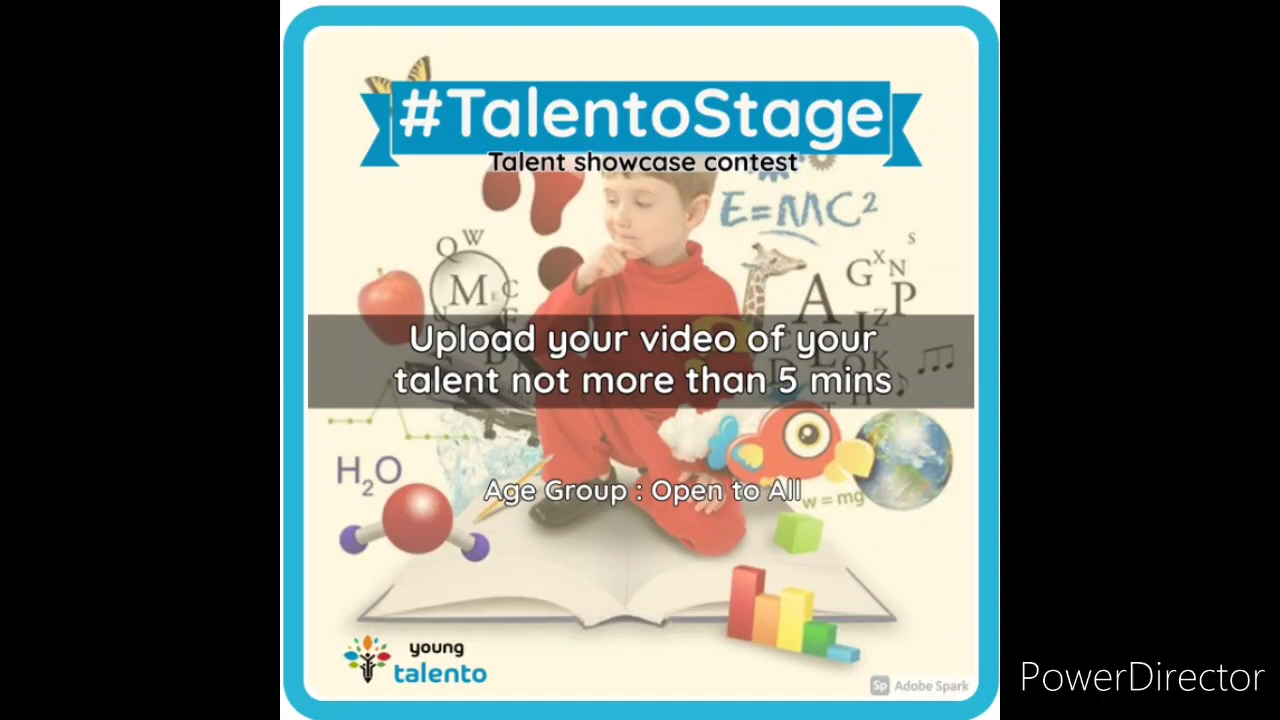 #TalentoStage
Talent showcase contest
E=MC²
Q W
M
E C
G X N S
A P
Upload your video of your
talent not more than 5 mins
H₂O
Age Group : Open to All
w = mg
young
talento
Sp Adobe Spark
PowerDirector